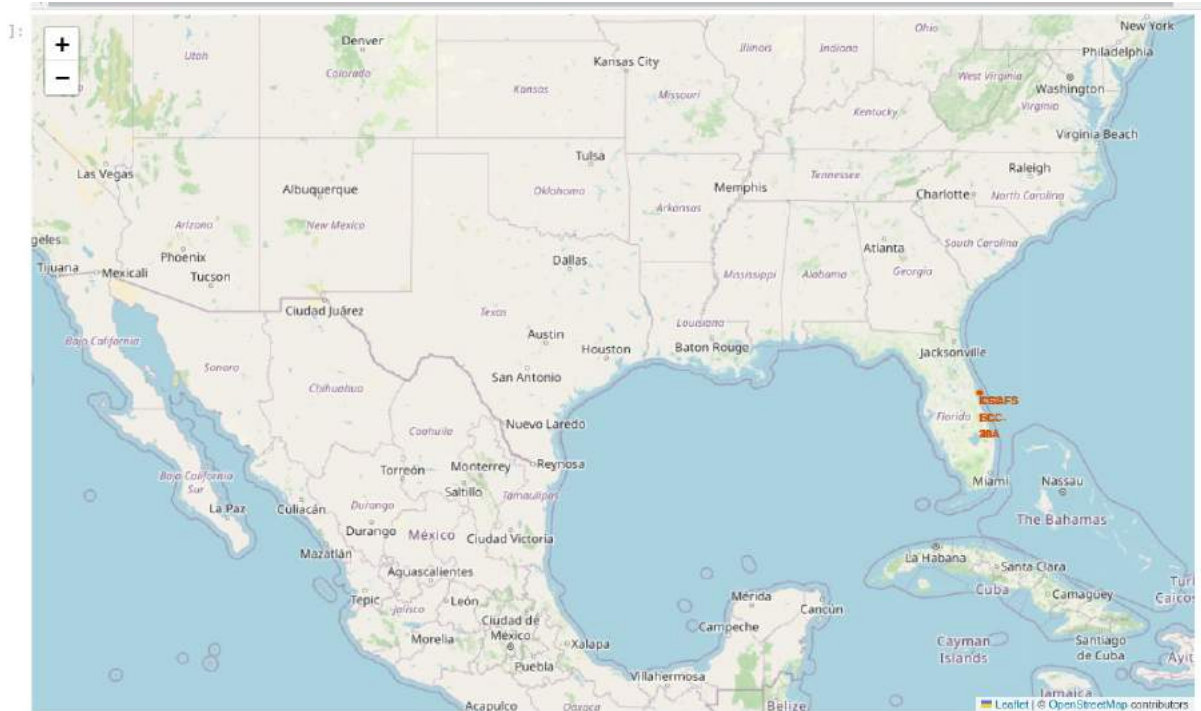 ]:
+
−
New York
Ohio
Denver
Kansas City
Illinois
Indiana
Philadelphia
Utah
Colorado
West Virginia
Washington
Kansas
Missouri
Virginia
Kentucky
Virginia Beach
Tulsa
Las Vegas
Raleigh
Tennessee
Albuquerque
Oklahoma
Memphis
Charlotte
North Carolina
Arkansas
Arizona
New Mexico
geles
Phoenix
Atlanta
South Carolina
Dallas
Tijuana
Mexicali
Tucson
Mississippi
Alabama
Georgia
Ciudad Juárez
Texas
Louisiana
Austin
Baja California
Houston
Baton Rouge
Jacksonville
Sonora
San Antonio
Chihuahua
Florida
Nuevo Laredo
Coahuila
Torreón
Monterrey
Reynosa
Baja California
Sur
Miami
Nassau
Saltillo
Tamaulipas
La Paz
Culiacán
Durango
The Bahamas
Durango
México
Ciudad Victoria
Mazatlán
La Habana
Santa Clara
Aguascalientes
Cuba
Camagüey
Tur
Caicos
Tepic
Jalisco
León
Mérida
Cancún
Ciudad de
México
Campeche
Morelia
Xalapa
Cayman
Islands
Santiago
de Cuba
Ayit
Puebla
Villahermosa
Jamaica
Acapulco
Oaxaca
Belize
Leaflet | © OpenStreetMap contributors